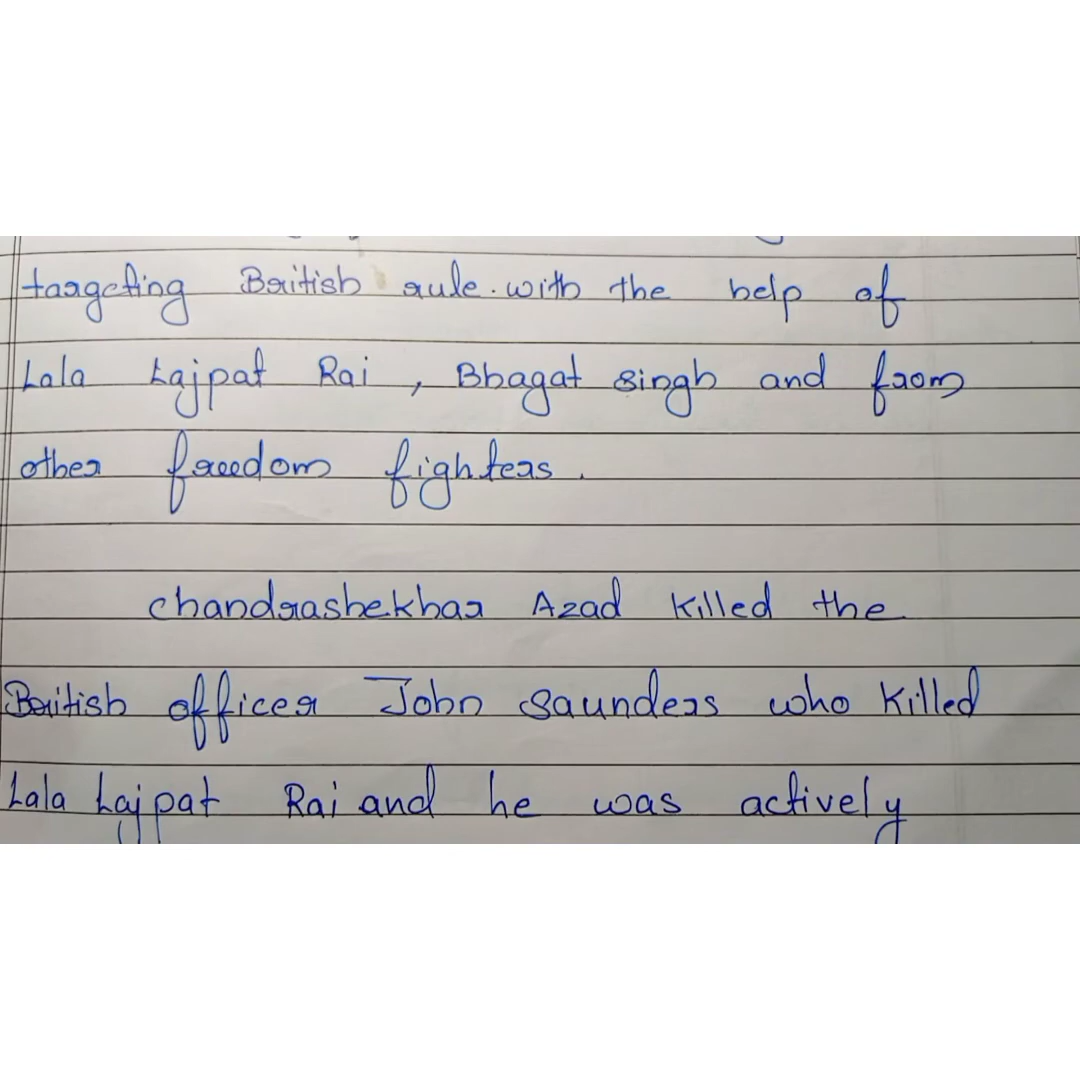 targeting British rule. with the help of
Lala Lajpat Rai , Bhagat singh and from
other freedom fighters .
chandrashekhar Azad killed the
British officer John saunders who killed
Lala Lajpat Rai and he was actively